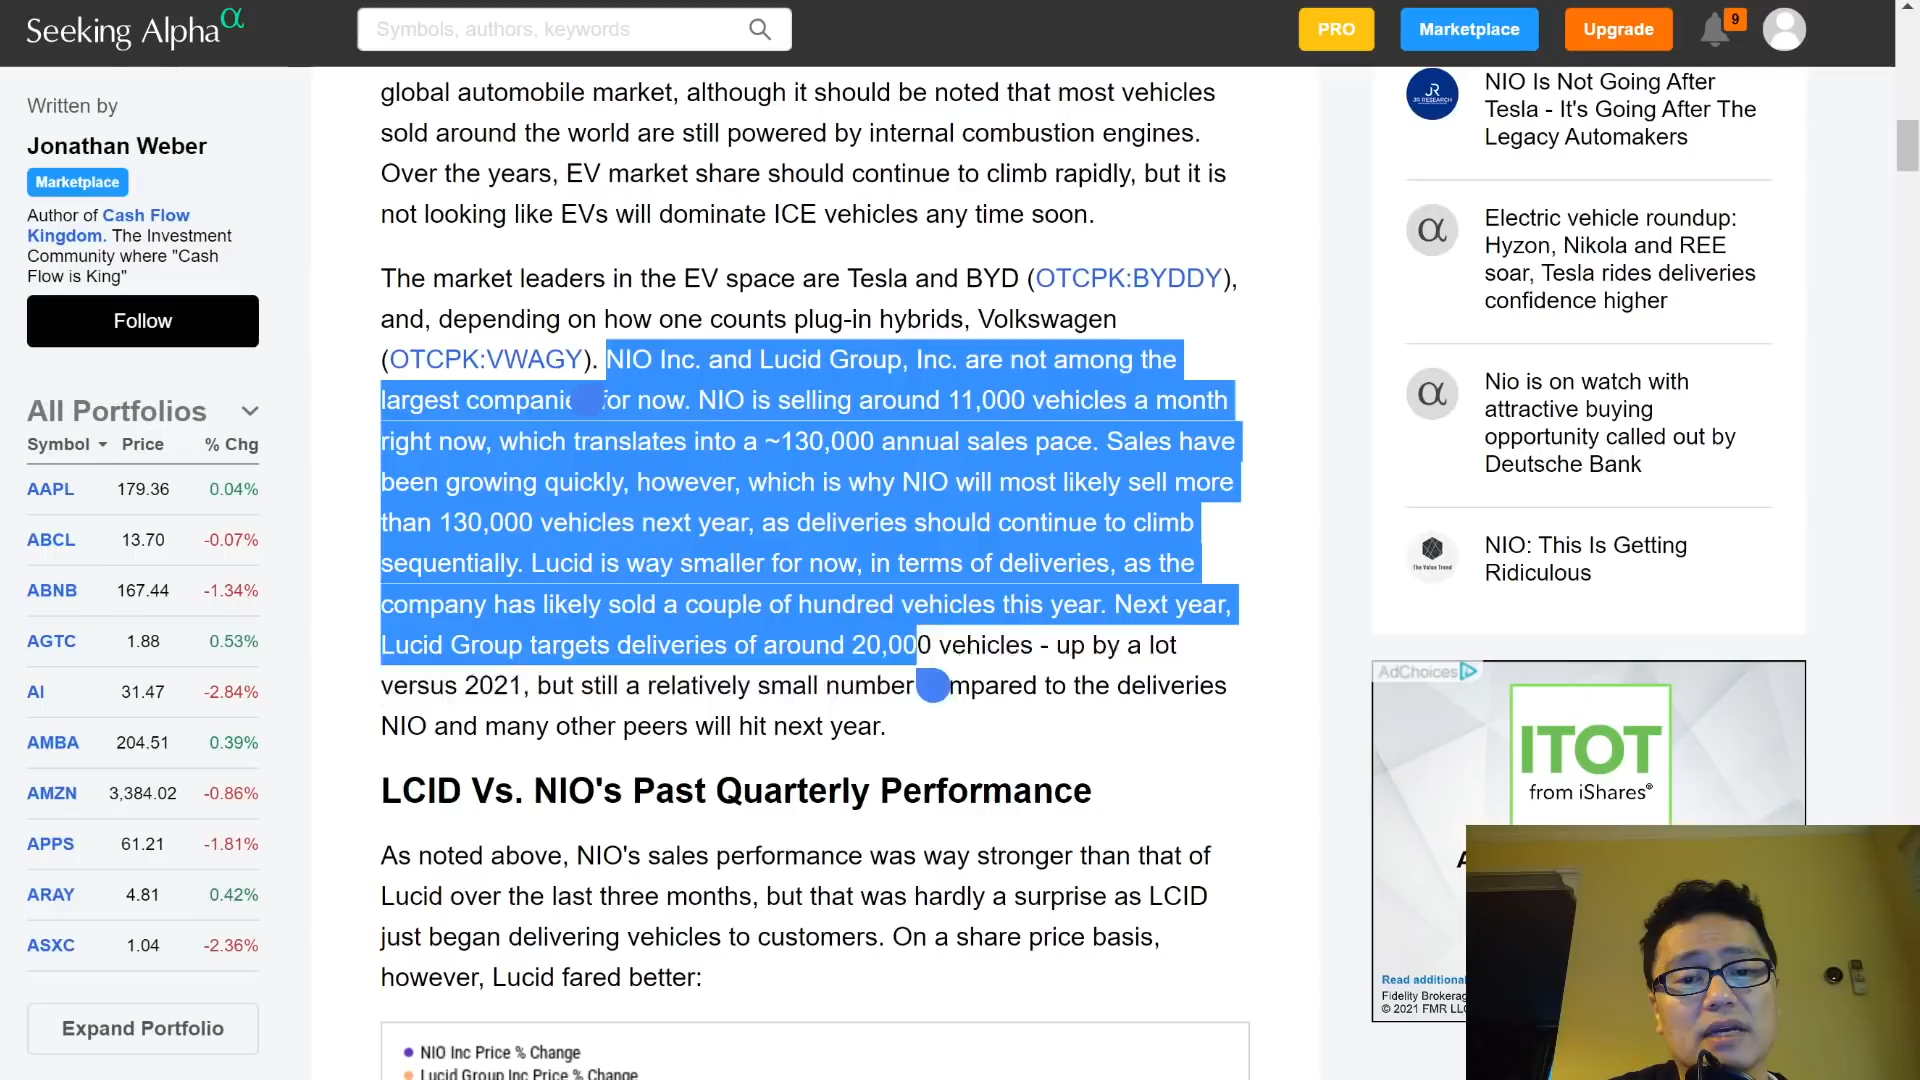 Seeking Alpha α
Symbols, authors, keywords
PRO
Marketplace
Upgrade
9
Written by
Jonathan Weber
Marketplace
Author of Cash Flow
Kingdom. The Investment
Community where "Cash
Flow is King"
Follow
All Portfolios
Symbol Price % Chg
AAPL 179.36 0.04%
ABCL 13.70 -0.07%
ABNB 167.44 -1.34%
AGTC 1.88 0.53%
AI 31.47 -2.84%
AMBA 204.51 0.39%
AMZN 3,384.02 -0.86%
APPS 61.21 -1.81%
ARAY 4.81 0.42%
ASXC 1.04 -2.36%
Expand Portfolio
global automobile market, although it should be noted that most vehicles
sold around the world are still powered by internal combustion engines.
Over the years, EV market share should continue to climb rapidly, but it is
not looking like EVs will dominate ICE vehicles any time soon.
The market leaders in the EV space are Tesla and BYD (OTCPK:BYDDY),
and, depending on how one counts plug-in hybrids, Volkswagen
(OTCPK:VWAGY). NIO Inc. and Lucid Group, Inc. are not among the
largest companie for now. NIO is selling around 11,000 vehicles a month
right now, which translates into a ~130,000 annual sales pace. Sales have
been growing quickly, however, which is why NIO will most likely sell more
than 130,000 vehicles next year, as deliveries should continue to climb
sequentially. Lucid is way smaller for now, in terms of deliveries, as the
company has likely sold a couple of hundred vehicles this year. Next year,
Lucid Group targets deliveries of around 20,000 vehicles - up by a lot
versus 2021, but still a relatively small number mpared to the deliveries
NIO and many other peers will hit next year.
LCID Vs. NIO's Past Quarterly Performance
As noted above, NIO's sales performance was way stronger than that of
Lucid over the last three months, but that was hardly a surprise as LCID
just began delivering vehicles to customers. On a share price basis,
however, Lucid fared better:
NIO Inc Price % Change
Lucid Group Inc Price % Change
JR
JR RESEARCH
NIO Is Not Going After
Tesla - It's Going After The
Legacy Automakers
α
Electric vehicle roundup:
Hyzon, Nikola and REE
soar, Tesla rides deliveries
confidence higher
α
Nio is on watch with
attractive buying
opportunity called out by
Deutsche Bank
The Value Trend
NIO: This Is Getting
Ridiculous
AdChoices
ITOT
from iShares®
Read additional
Fidelity Brokerag
© 2021 FMR LLC